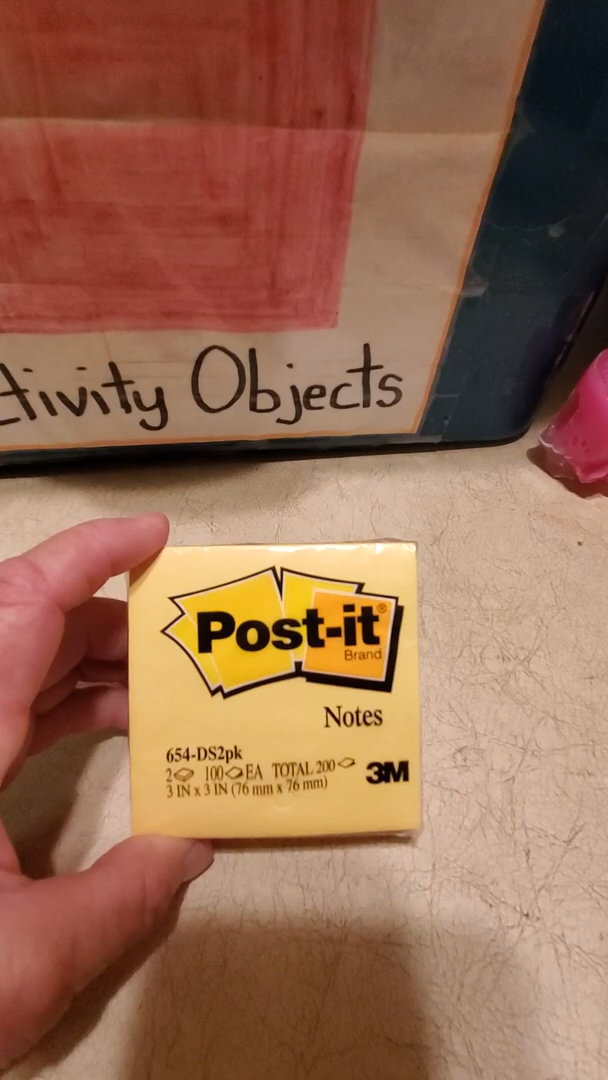 tivity Objects
Post-it®
Brand
Notes
654-DS2pk
2 100 EA TOTAL 200
3 IN x 3 IN (76 mm x 76 mm)
3M